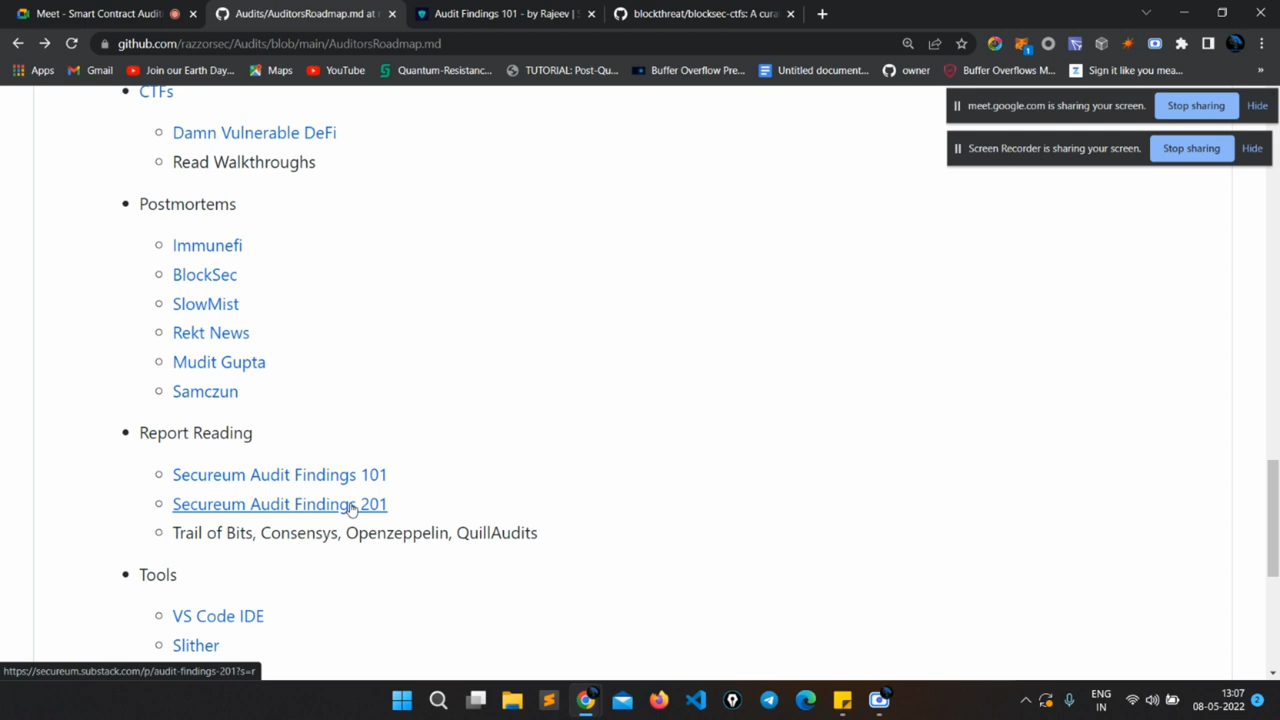 Meet - Smart Contract Audit
Audits/AuditorsRoadmap.md at
Audit Findings 101 - by Rajeev | S
blockthreat/blocksec-ctfs: A cura
github.com/razzorsec/Audits/blob/main/AuditorsRoadmap.md
1
Apps
Gmail
Join our Earth Day...
Maps
YouTube
Quantum-Resistanc...
TUTORIAL: Post-Qu...
Buffer Overflow Pre...
Untitled document...
owner
Buffer Overflows M...
Sign it like you mea...
»
meet.google.com is sharing your screen.
Stop sharing
Hide
Screen Recorder is sharing your screen.
Stop sharing
Hide
CTFs
Damn Vulnerable DeFi
Read Walkthroughs
Postmortems
Immunefi
BlockSec
SlowMist
Rekt News
Mudit Gupta
Samczun
Report Reading
Secureum Audit Findings 101
Secureum Audit Findings 201
Trail of Bits, Consensys, Openzeppelin, QuillAudits
Tools
VS Code IDE
Slither
https://secureum.substack.com/p/audit-findings-201?s=r
ENG
IN
13:07
08-05-2022
2